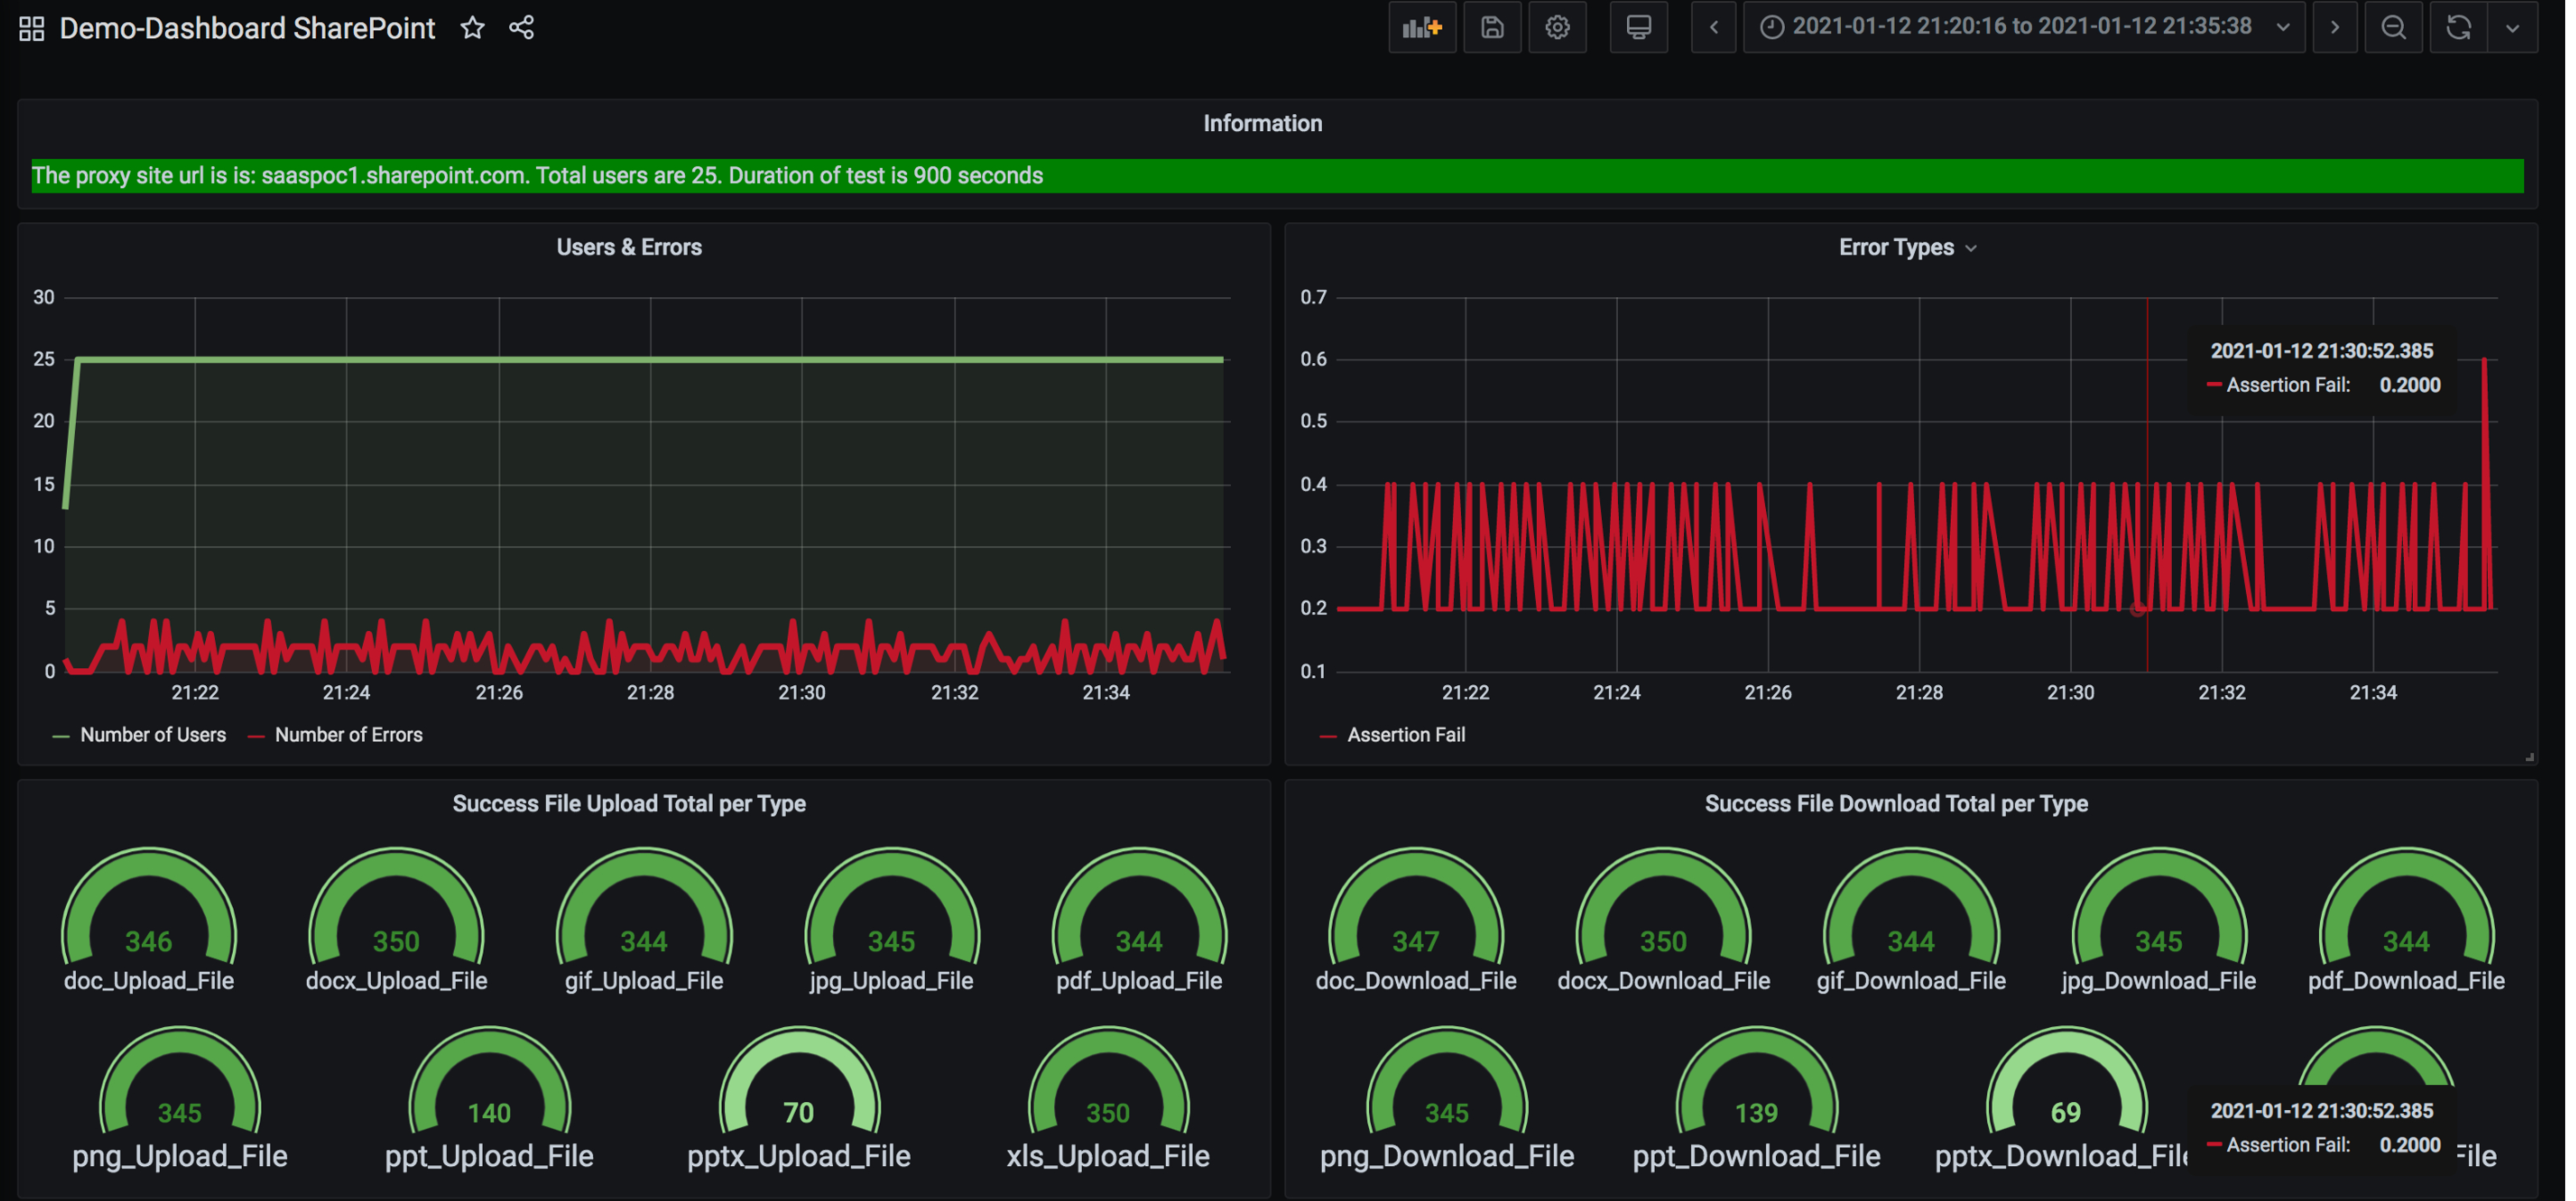 Demo-Dashboard SharePoint
2021-01-12 21:20:16 to 2021-01-12 21:35:38
Information
The proxy site url is is: saaspoc1.sharepoint.com. Total users are 25. Duration of test is 900 seconds
Users & Errors
30
25
20
15
10
5
0
21:22 21:24 21:26 21:28 21:30 21:32 21:34
Number of Users Number of Errors
Error Types
0.7
0.6
0.5
0.4
0.3
0.2
0.1
2021-01-12 21:30:52.385
Assertion Fail: 0.2000
21:22 21:24 21:26 21:28 21:30 21:32 21:34
Assertion Fail
Success File Upload Total per Type
346 350 344 345 344
doc_Upload_File docx_Upload_File gif_Upload_File jpg_Upload_File pdf_Upload_File
345 140 70 350
png_Upload_File ppt_Upload_File pptx_Upload_File xls_Upload_File
Success File Download Total per Type
347 350 344 345 344
doc_Download_File docx_Download_File gif_Download_File jpg_Download_File pdf_Download_File
345 139 69
png_Download_File ppt_Download_File pptx_Download_File File
2021-01-12 21:30:52.385
Assertion Fail: 0.2000